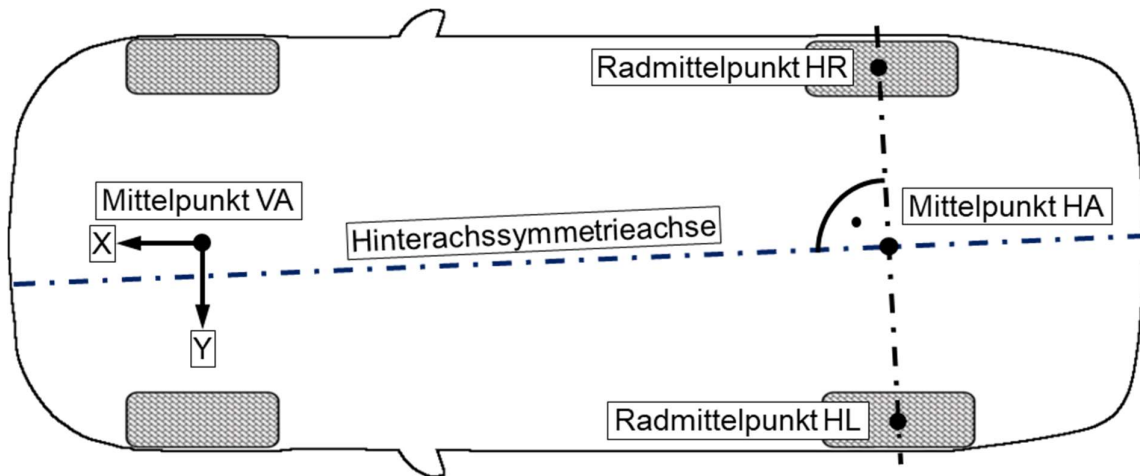 Radmittelpunkt HR
Mittelpunkt VA
Mittelpunkt HA
Hinterachssymmetrieachse
X
Y
Radmittelpunkt HL